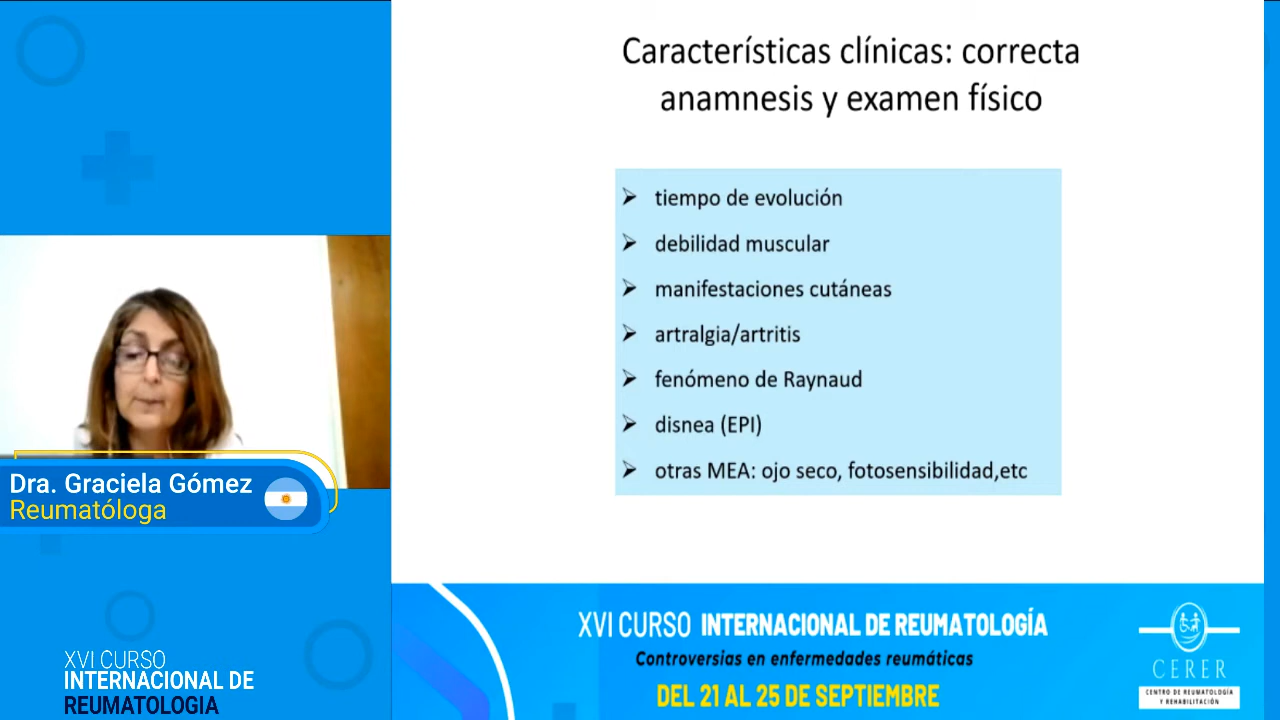 Características clínicas: correcta
anamnesis y examen físico
tiempo de evolución
debilidad muscular
manifestaciones cutáneas
artralgia/artritis
fenómeno de Raynaud
disnea (EPI)
otras MEA: ojo seco, fotosensibilidad,etc
Dra. Graciela Gómez
Reumatóloga
XVI CURSO
INTERNACIONAL DE
REUMATOLOGIA
XVI CURSO INTERNACIONAL DE REUMATOLOGÍA
Controversias en enfermedades reumáticas
DEL 21 AL 25 DE SEPTIEMBRE
CERER
CENTRO DE REUMATOLOGÍA
Y REHABILITACIÓN